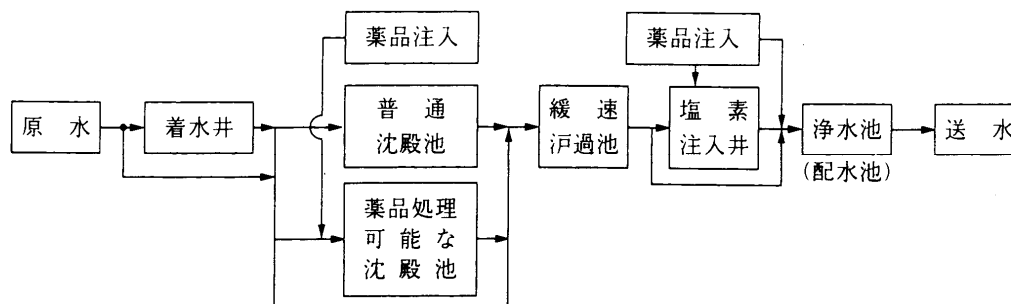 薬品注入
薬品注入
原水
着水井
普通
沈殿池
緩速
沪過池
塩素
注入井
浄水池
(配水池)
送水
薬品処理
可能な
沈殿池